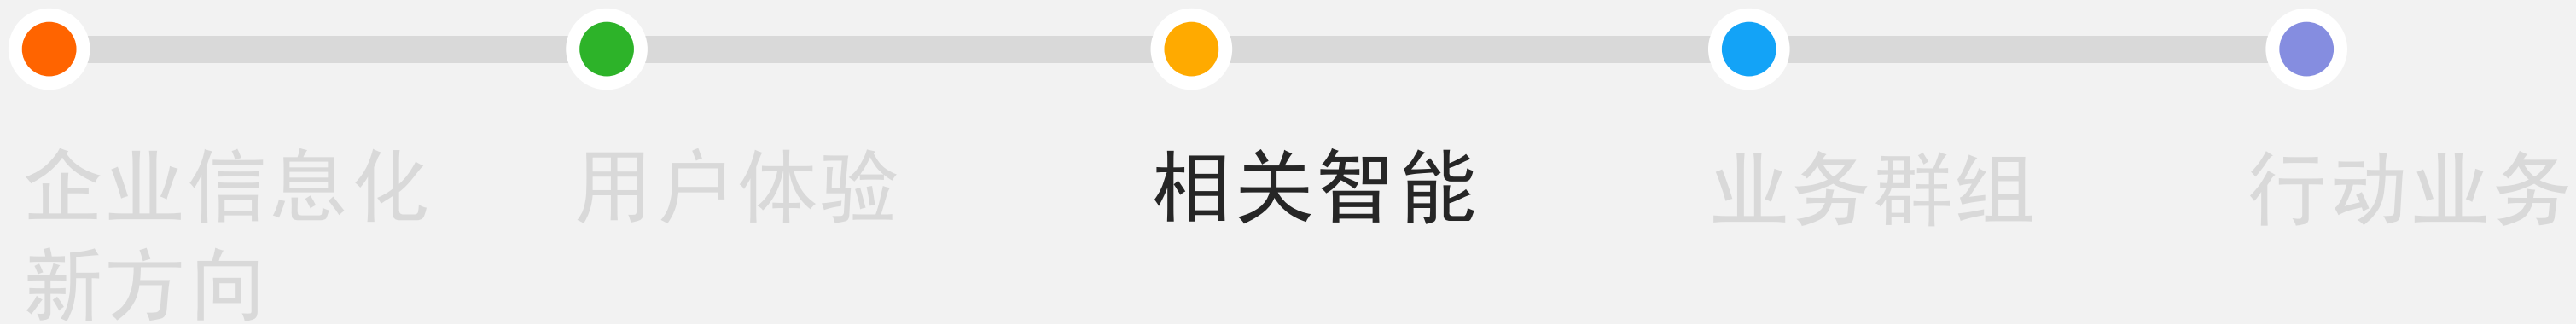 企业信息化
新方向
用户体验
相关智能
业务群组
行动业务